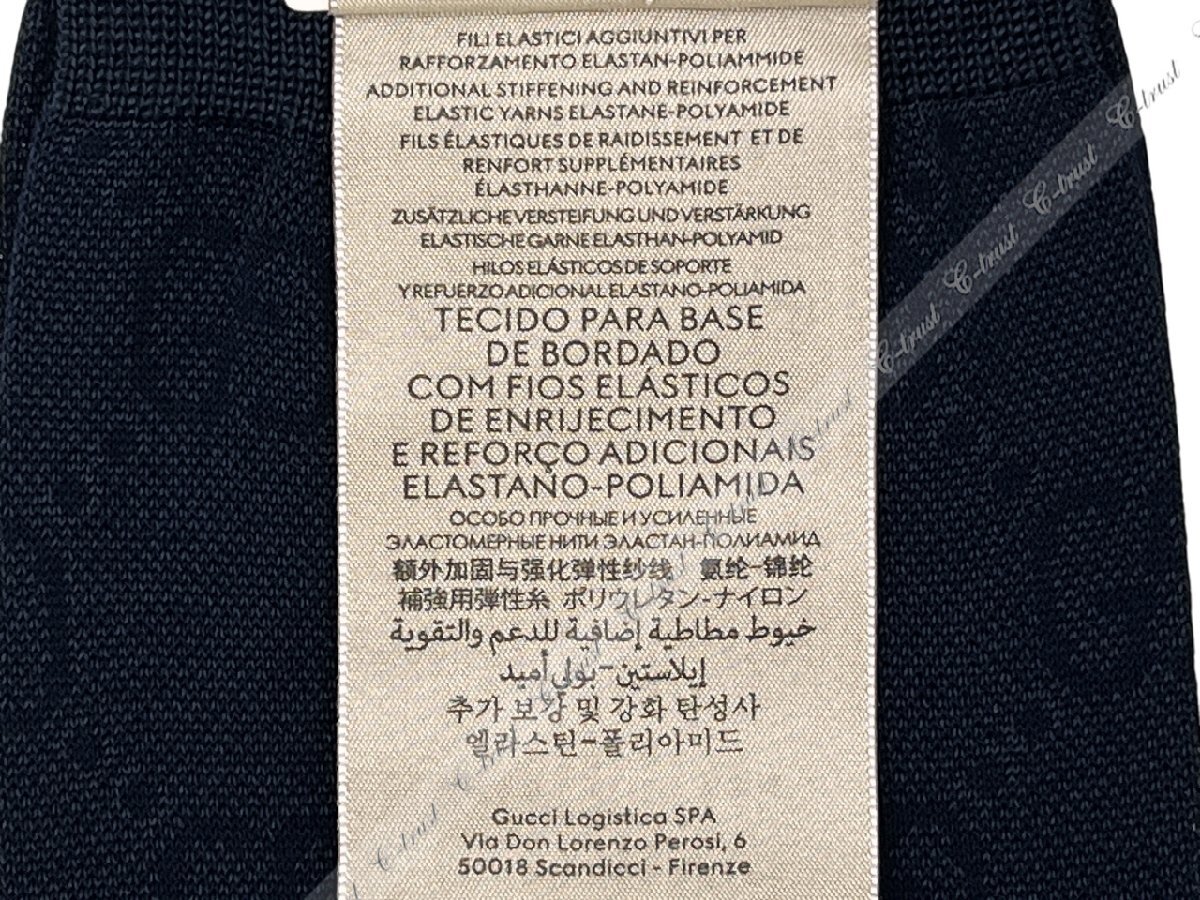 FILI ELASTICI AGGIUNTIVI PER
RAFFORZAMENTO ELASTAN-POLIAMMIDE
ADDITIONAL STIFFENING AND REINFORCEMENT
ELASTIC YARNS ELASTANE-POLYAMIDE
FILS ÉLASTIQUES DE RAIDISSEMENT ET DE
RENFORT SUPPLÉMENTAIRES
ÉLASTHANNE-POLYAMIDE
ZUSÄTZLICHE VERSTEIFUNG UND VERSTÄRKUNG
ELASTISCHE GARNE ELASTHAN-POLYAMID
HILOS ELÁSTICOS DE SOPORTE
Y REFUERZO ADICIONAL ELASTANO-POLIAMIDA
TECIDO PARA BASE
DE BORDADO
COM FIOS ELÁSTICOS
DE ENRIJECIMENTO
E REFORÇO ADICIONAIS
ELASTANO-POLIAMIDA
ОСОБО ПРОЧНЫЕ И УСИЛЕННЫЕ
ЭЛАСТОМЕРНЫЕ НИТИ ЭЛАСТАН-ПОЛИАМИД
额外加固与强化弹性纱线 氨纶-锦纶
補強用弾性糸 ポリウレタン-ナイロン
خيوط مطاطية إضافية للدعم والتقوية
إيلاستين-بولي أميد
추가 보강 및 강화 탄성사
엘라스틴-폴리아미드
Gucci Logistica SPA
Via Don Lorenzo Perosi, 6
50018 Scandicci - Firenze
C-trust
C-trust
C-trust
C-trust
C-trust
C-trust
C-trust